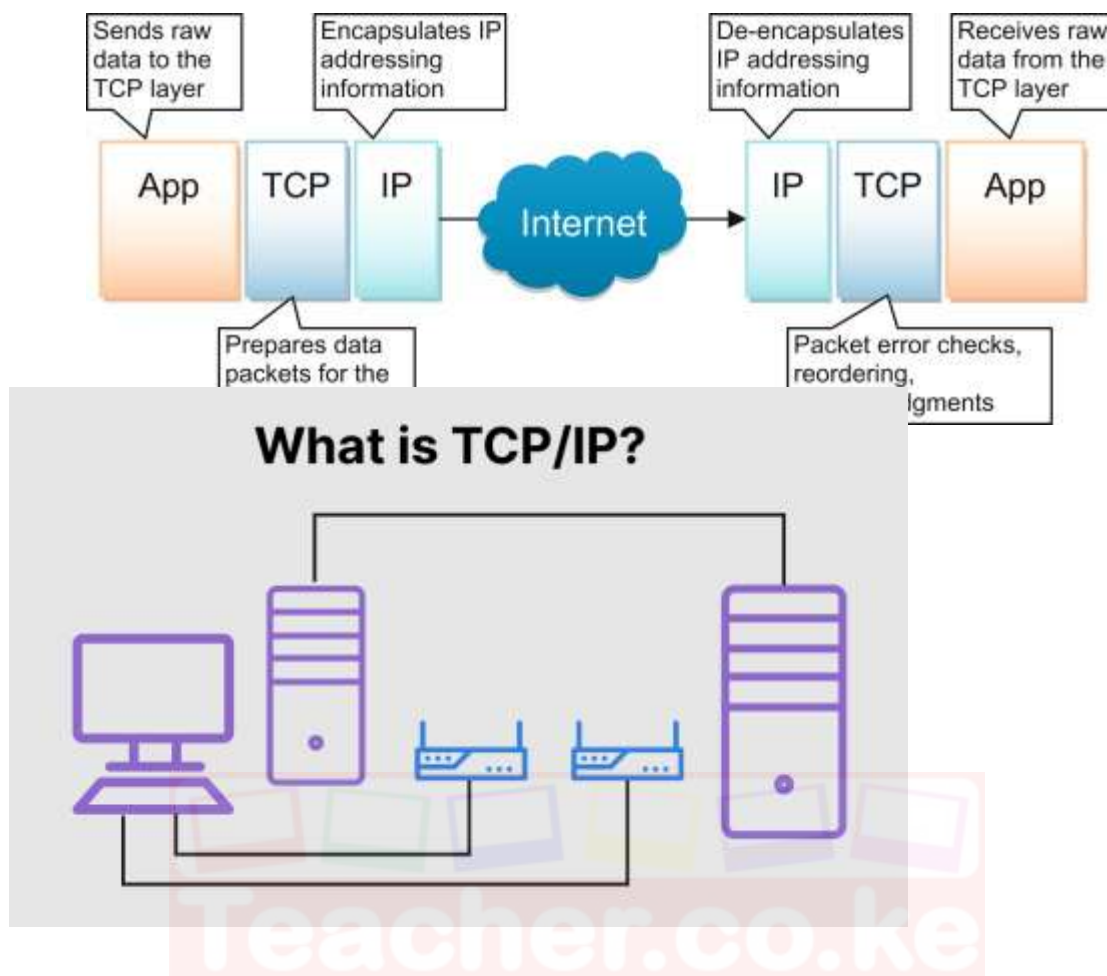 Sends raw
data to the
TCP layer
Encapsulates IP
addressing
information
De-encapsulates
IP addressing
information
Receives raw
data from the
TCP layer
App
TCP
IP
Internet
IP
TCP
App
Prepares data
packets for the
Packet error checks,
reordering,
What is TCP/IP?
Teacher.co.ke